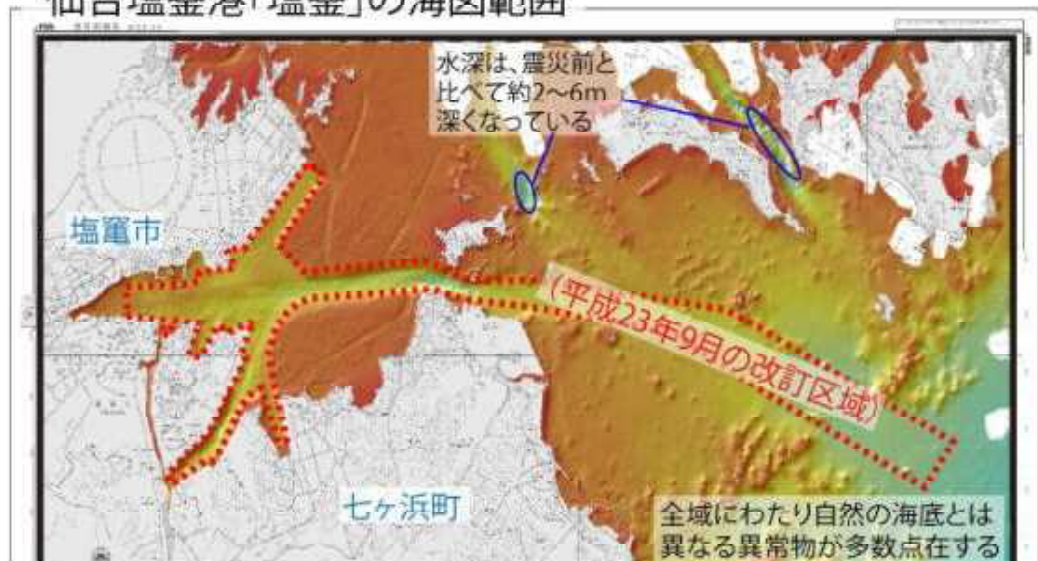 仙台塩釜港「塩釜」の海図範囲
水深は、震災前と
比べて約2～6m
深くなっている
塩竈市
(平成23年9月の改訂区域)
七ヶ浜町
全域にわたり自然の海底とは
異なる異常物が多数点在する